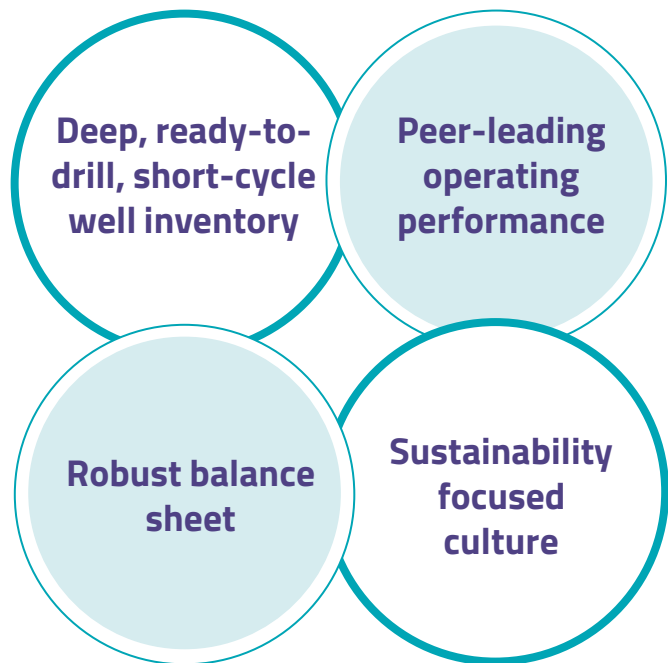 Deep, ready-to-
drill, short-cycle
well inventory
Peer-leading
operating
performance
Robust balance
sheet
Sustainability
focused
culture